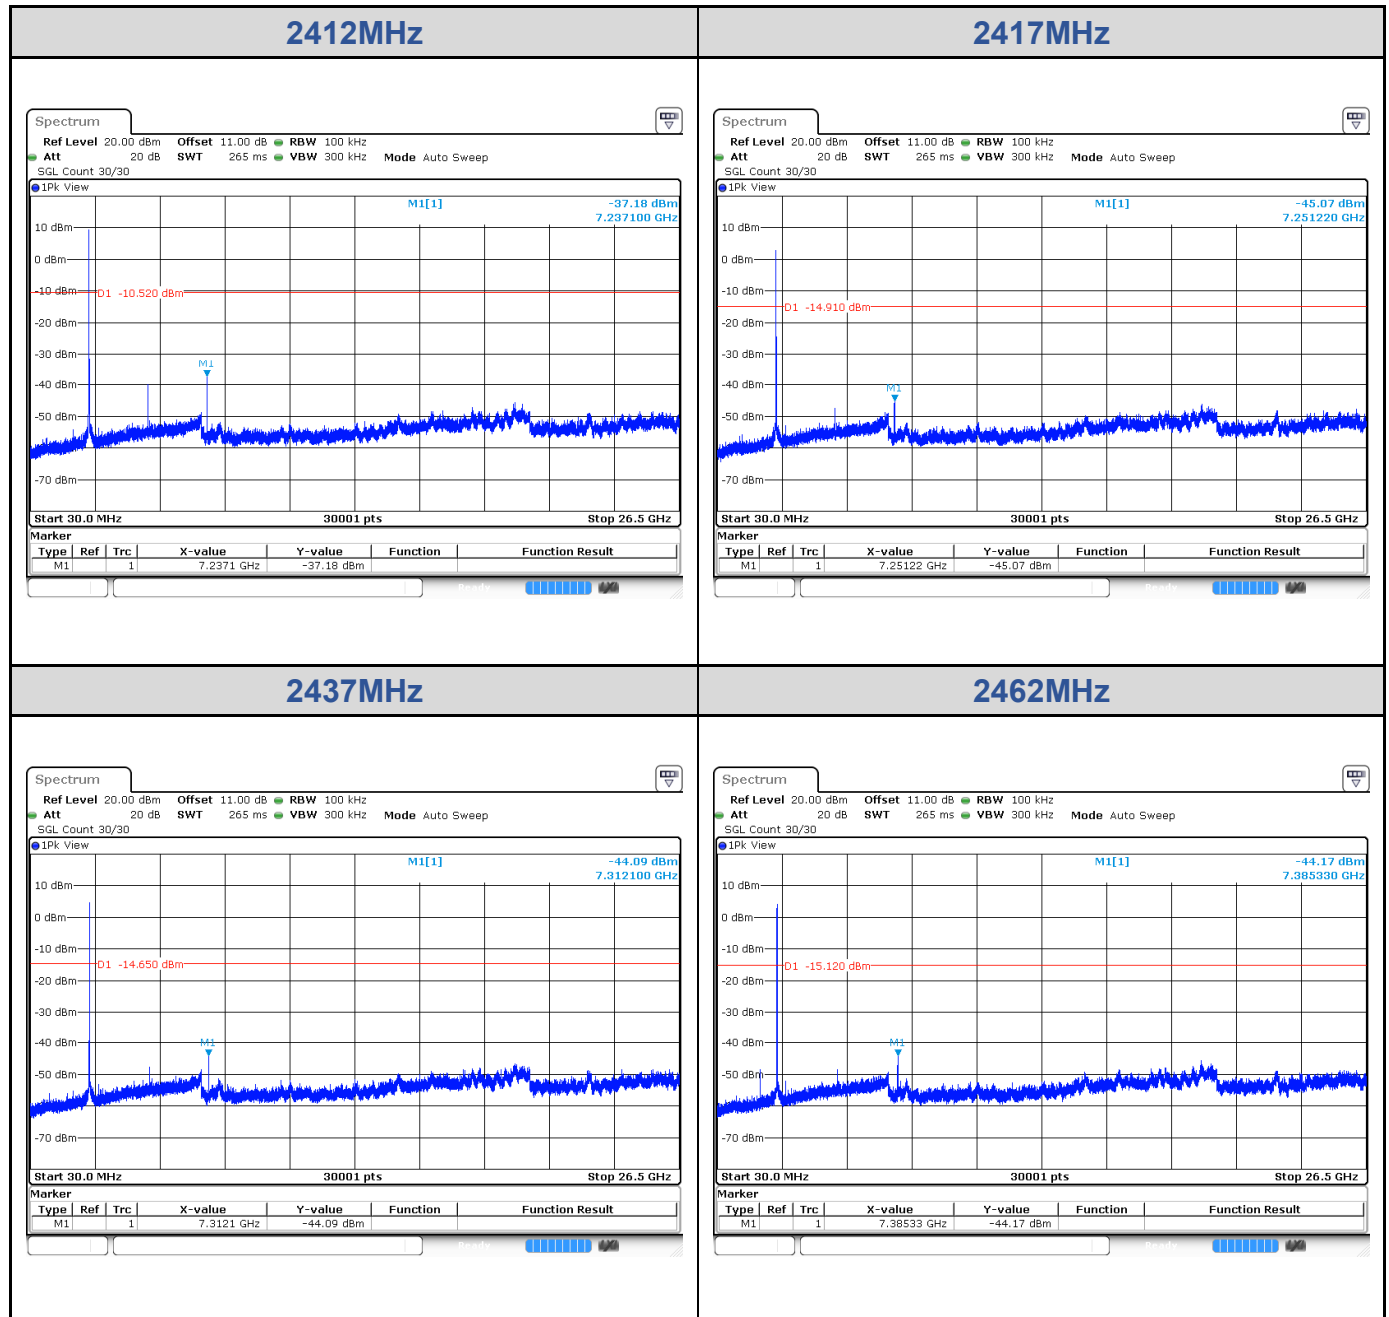 2412MHz
Spectrum
Ref Level 20.00 dBm Offset 11.00 dB RBW 100 kHz
Att 20 dB SWT 265 ms VBW 300 kHz Mode Auto Sweep
SGL Count 30/30
1Pk View
M1[1] -37.18 dBm
7.237100 GHz
10 dBm
0 dBm
-10 dBm
D1 -10.520 dBm
-20 dBm
-30 dBm
M1
-40 dBm
-50 dBm
-70 dBm
Start 30.0 MHz 30001 pts Stop 26.5 GHz
Marker
Type Ref Trc X-value Y-value Function Function Result
M1 1 7.2371 GHz -37.18 dBm
2417MHz
Spectrum
Ref Level 20.00 dBm Offset 11.00 dB RBW 100 kHz
Att 20 dB SWT 265 ms VBW 300 kHz Mode Auto Sweep
SGL Count 30/30
1Pk View
M1[1] -45.07 dBm
7.251220 GHz
10 dBm
0 dBm
-10 dBm
D1 -14.910 dBm
-20 dBm
-30 dBm
-40 dBm
M1
-50 dBm
-70 dBm
Start 30.0 MHz 30001 pts Stop 26.5 GHz
Marker
Type Ref Trc X-value Y-value Function Function Result
M1 1 7.25122 GHz -45.07 dBm
2437MHz
Spectrum
Ref Level 20.00 dBm Offset 11.00 dB RBW 100 kHz
Att 20 dB SWT 265 ms VBW 300 kHz Mode Auto Sweep
SGL Count 30/30
1Pk View
M1[1] -44.09 dBm
7.312100 GHz
10 dBm
0 dBm
-10 dBm
D1 -14.650 dBm
-20 dBm
-30 dBm
-40 dBm
M1
-50 dBm
-70 dBm
Start 30.0 MHz 30001 pts Stop 26.5 GHz
Marker
Type Ref Trc X-value Y-value Function Function Result
M1 1 7.3121 GHz -44.09 dBm
2462MHz
Spectrum
Ref Level 20.00 dBm Offset 11.00 dB RBW 100 kHz
Att 20 dB SWT 265 ms VBW 300 kHz Mode Auto Sweep
SGL Count 30/30
1Pk View
M1[1] -44.17 dBm
7.385330 GHz
10 dBm
0 dBm
-10 dBm
D1 -15.120 dBm
-20 dBm
-30 dBm
-40 dBm
M1
-50 dBm
-70 dBm
Start 30.0 MHz 30001 pts Stop 26.5 GHz
Marker
Type Ref Trc X-value Y-value Function Function Result
M1 1 7.38533 GHz -44.17 dBm